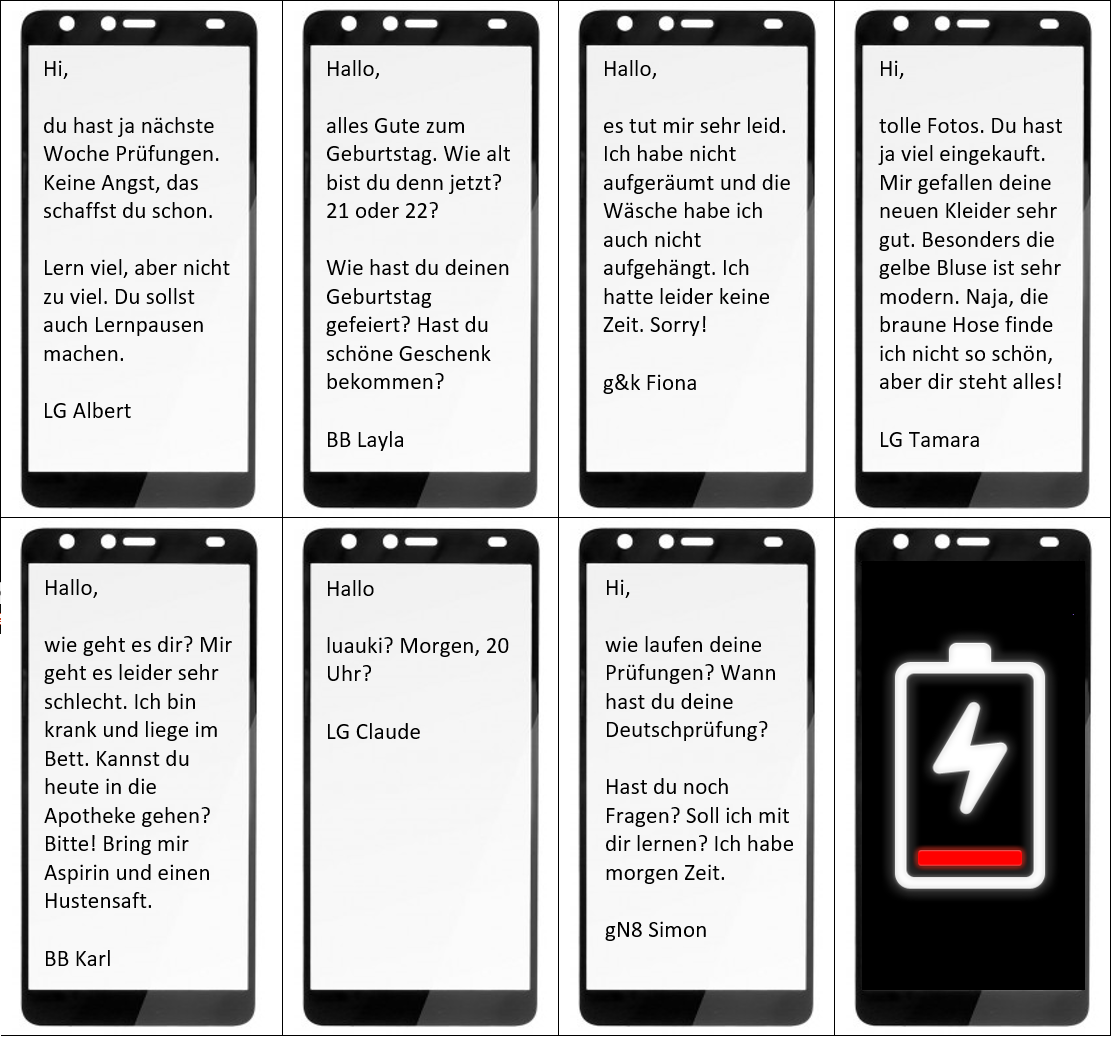 Hi,
du hast ja nächste
Woche Prüfungen.
Keine Angst, das
schaffst du schon.
Lern viel, aber nicht
zu viel. Du sollst
auch Lernpausen
machen.
LG Albert
Hallo,
alles Gute zum
Geburtstag. Wie alt
bist du denn jetzt?
21 oder 22?
Wie hast du deinen
Geburtstag
gefeiert? Hast du
schöne Geschenk
bekommen?
BB Layla
Hallo,
es tut mir sehr leid.
Ich habe nicht
aufgeräumt und die
Wäsche habe ich
auch nicht
aufgehängt. Ich
hatte leider keine
Zeit. Sorry!
g&k Fiona
Hi,
tolle Fotos. Du hast
ja viel eingekauft.
Mir gefallen deine
neuen Kleider sehr
gut. Besonders die
gelbe Bluse ist sehr
modern. Naja, die
braune Hose finde
ich nicht so schön,
aber dir steht alles!
LG Tamara
Hallo,
wie geht es dir? Mir
geht es leider sehr
schlecht. Ich bin
krank und liege im
Bett. Kannst du
heute in die
Apotheke gehen?
Bitte! Bring mir
Aspirin und einen
Hustensaft.
BB Karl
Hallo
luauki? Morgen, 20
Uhr?
LG Claude
Hi,
wie laufen deine
Prüfungen? Wann
hast du deine
Deutschprüfung?
Hast du noch
Fragen? Soll ich mit
dir lernen? Ich habe
morgen Zeit.
gN8 Simon